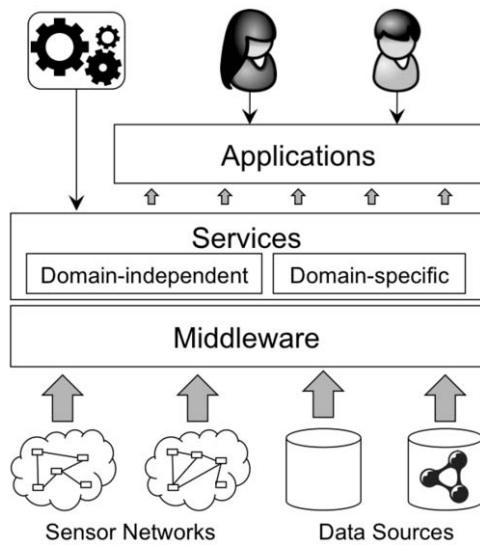 Applications
Services
Domain-independent
Domain-specific
Middleware
Sensor Networks
Data Sources